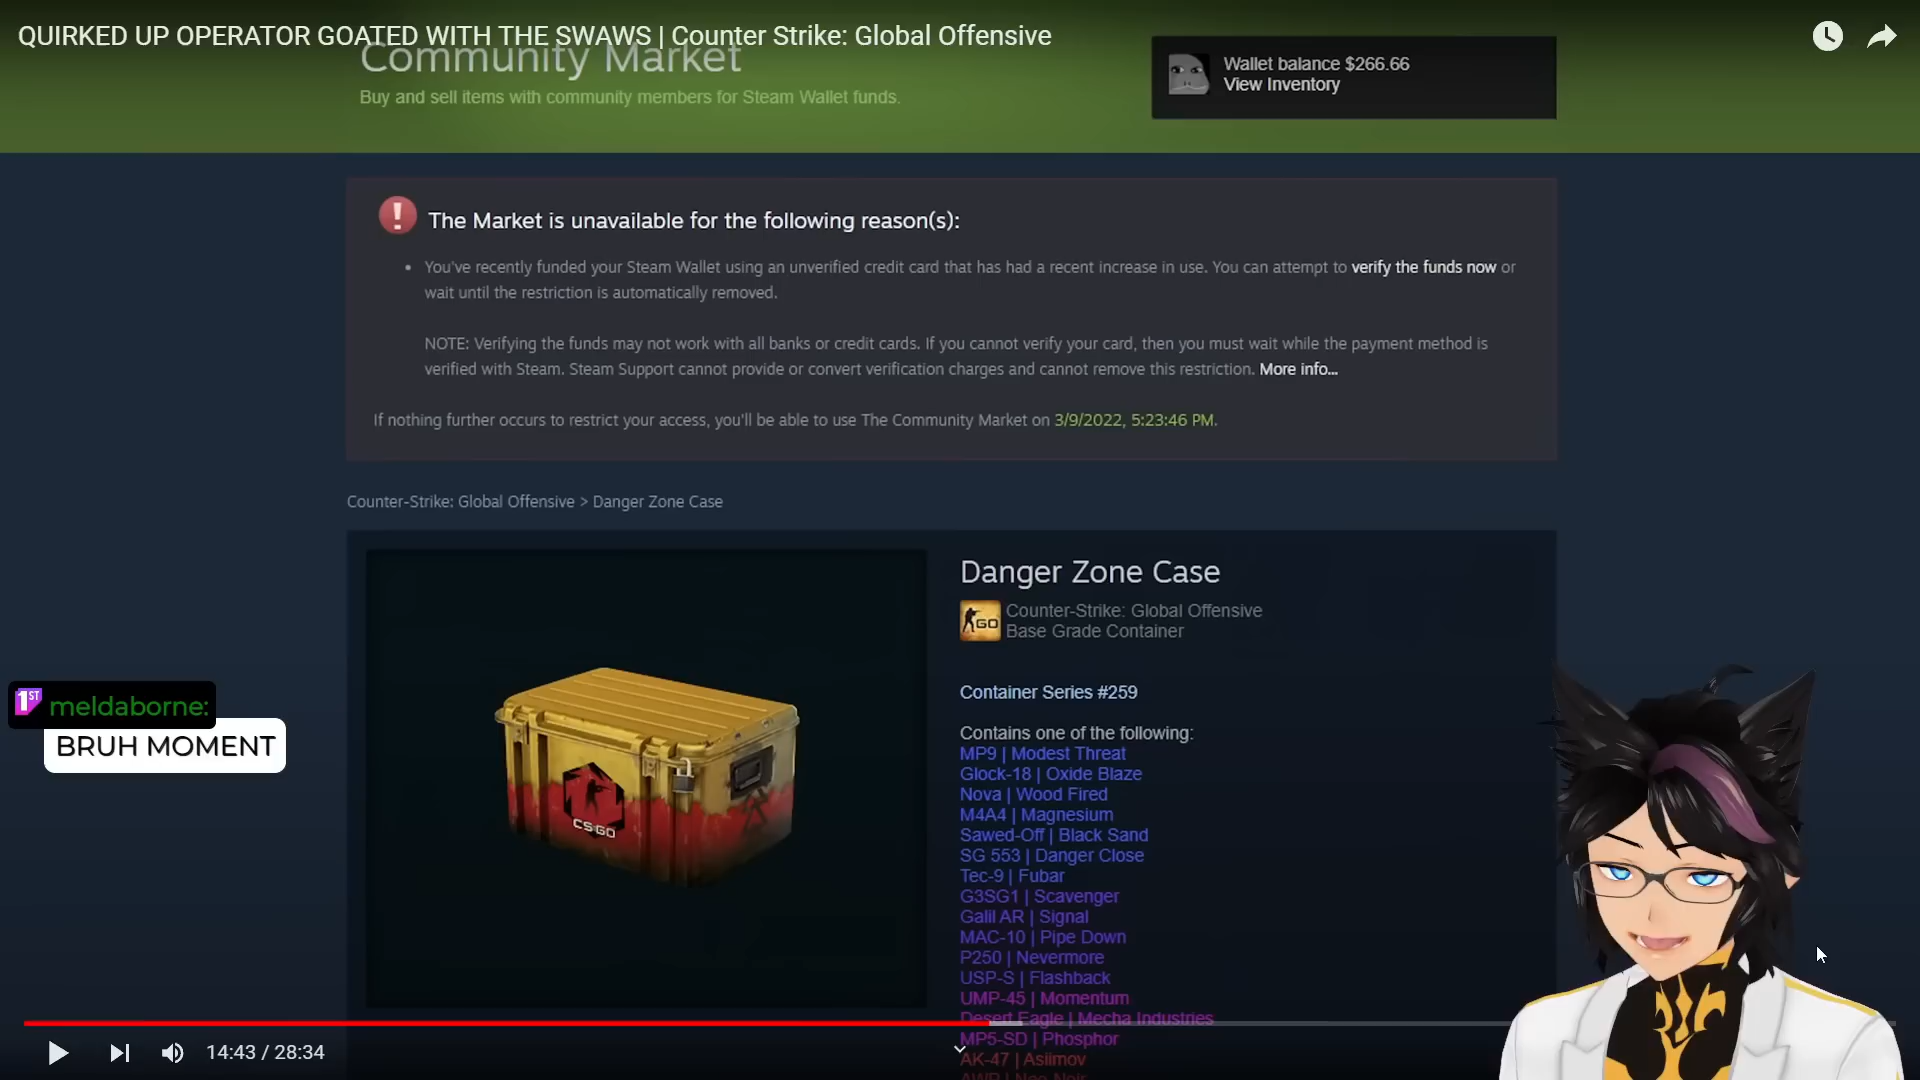 QUIRKED UP OPERATOR GOATED WITH THE SWAWS | Counter Strike: Global Offensive
Community Market
Buy and sell items with community members for Steam Wallet funds.
Wallet balance $266.66
View Inventory
The Market is unavailable for the following reason(s):
• You've recently funded your Steam Wallet using an unverified credit card that has had a recent increase in use. You can attempt to verify the funds now or
wait until the restriction is automatically removed.
NOTE: Verifying the funds may not work with all banks or credit cards. If you cannot verify your card, then you must wait while the payment method is
verified with Steam. Steam Support cannot provide or convert verification charges and cannot remove this restriction. More info...
If nothing further occurs to restrict your access, you'll be able to use The Community Market on 3/9/2022, 5:23:46 PM.
Counter-Strike: Global Offensive > Danger Zone Case
Danger Zone Case
GO
Counter-Strike: Global Offensive
Base Grade Container
Container Series #259
Contains one of the following:
MP9 | Modest Threat
Glock-18 | Oxide Blaze
Nova | Wood Fired
M4A4 | Magnesium
Sawed-Off | Black Sand
SG 553 | Danger Close
Tec-9 | Fubar
G3SG1 | Scavenger
Galil AR | Signal
MAC-10 | Pipe Down
P250 | Nevermore
USP-S | Flashback
UMP-45 | Momentum
Desert Eagle | Mecha Industries
MP5-SD | Phosphor
AK-47 | Asiimov
AWP | Neo-Noir
CS:GO
1ST
meldaborne:
BRUH MOMENT
14:43 / 28:34